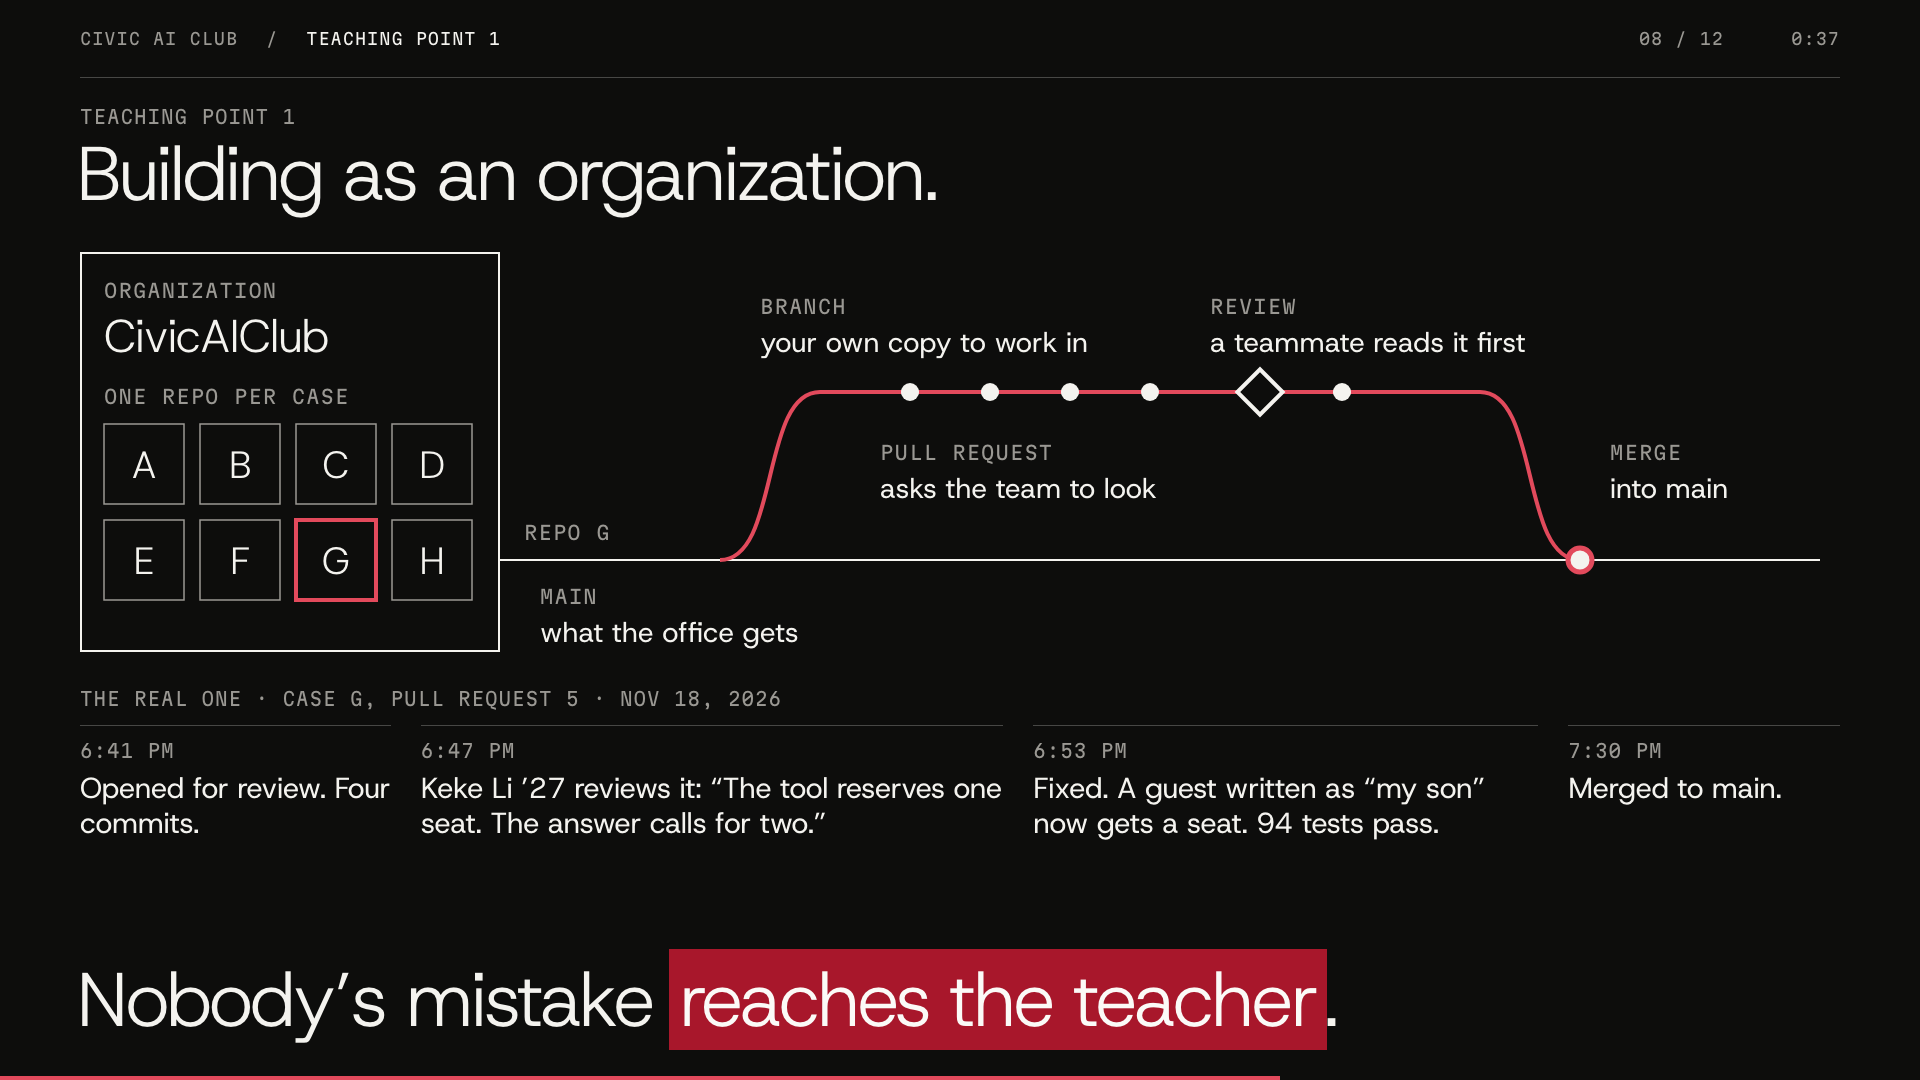 CIVIC AI CLUB / TEACHING POINT 1
08 / 12 0:37
TEACHING POINT 1
Building as an organization.
ORGANIZATION
CivicAIClub
ONE REPO PER CASE
A B C D
E F G H
BRANCH
your own copy to work in
REVIEW
a teammate reads it first
PULL REQUEST
asks the team to look
MERGE
into main
REPO G
MAIN
what the office gets
THE REAL ONE · CASE G, PULL REQUEST 5 · NOV 18, 2026
6:41 PM
Opened for review. Four
commits.
6:47 PM
Keke Li ’27 reviews it: “The tool reserves one
seat. The answer calls for two.”
6:53 PM
Fixed. A guest written as “my son”
now gets a seat. 94 tests pass.
7:30 PM
Merged to main.
Nobody’s mistake reaches the teacher.